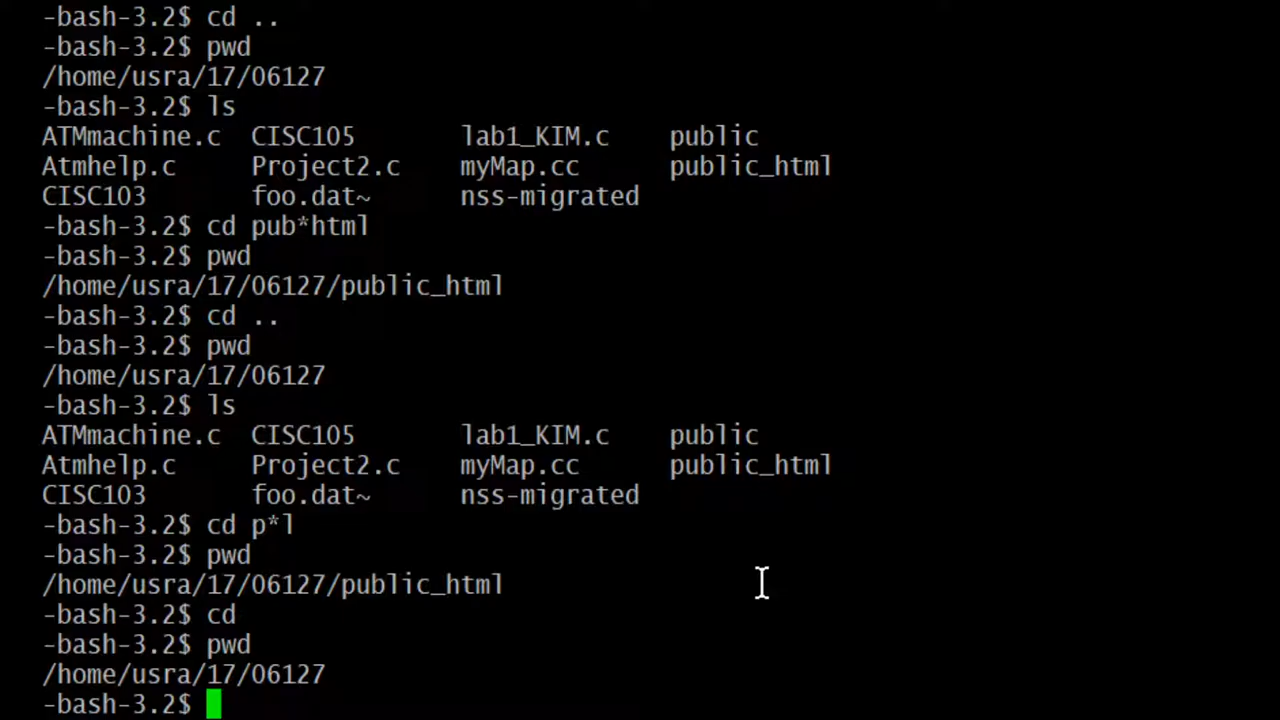 -bash-3.2$ cd ..
-bash-3.2$ pwd
/home/usra/17/06127
-bash-3.2$ ls
ATMmachine.c  CISC105       lab1_KIM.c    public
Atmhelp.c     Project2.c    myMap.cc      public_html
CISC103       foo.dat~      nss-migrated
-bash-3.2$ cd pub*html
-bash-3.2$ pwd
/home/usra/17/06127/public_html
-bash-3.2$ cd ..
-bash-3.2$ pwd
/home/usra/17/06127
-bash-3.2$ ls
ATMmachine.c  CISC105       lab1_KIM.c    public
Atmhelp.c     Project2.c    myMap.cc      public_html
CISC103       foo.dat~      nss-migrated
-bash-3.2$ cd p*l
-bash-3.2$ pwd
/home/usra/17/06127/public_html
-bash-3.2$ cd
-bash-3.2$ pwd
/home/usra/17/06127
-bash-3.2$